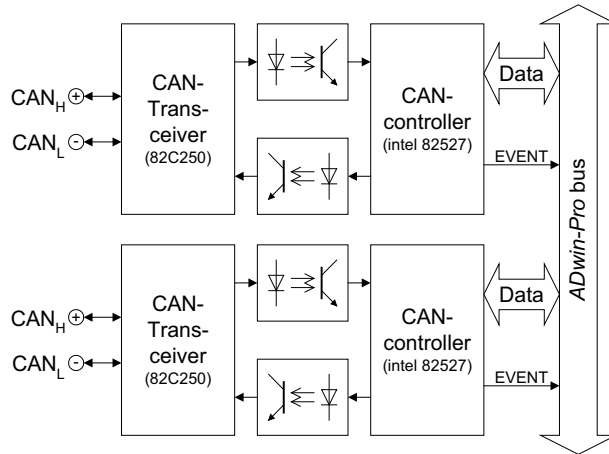 CAN-
Trans-
ceiver
(82C250)
CANH +
CANL -
CAN-
controller
(intel 82527)
Data
EVENT
ADwin-Pro bus
CAN-
Trans-
ceiver
(82C250)
CANH +
CANL -
CAN-
controller
(intel 82527)
Data
EVENT